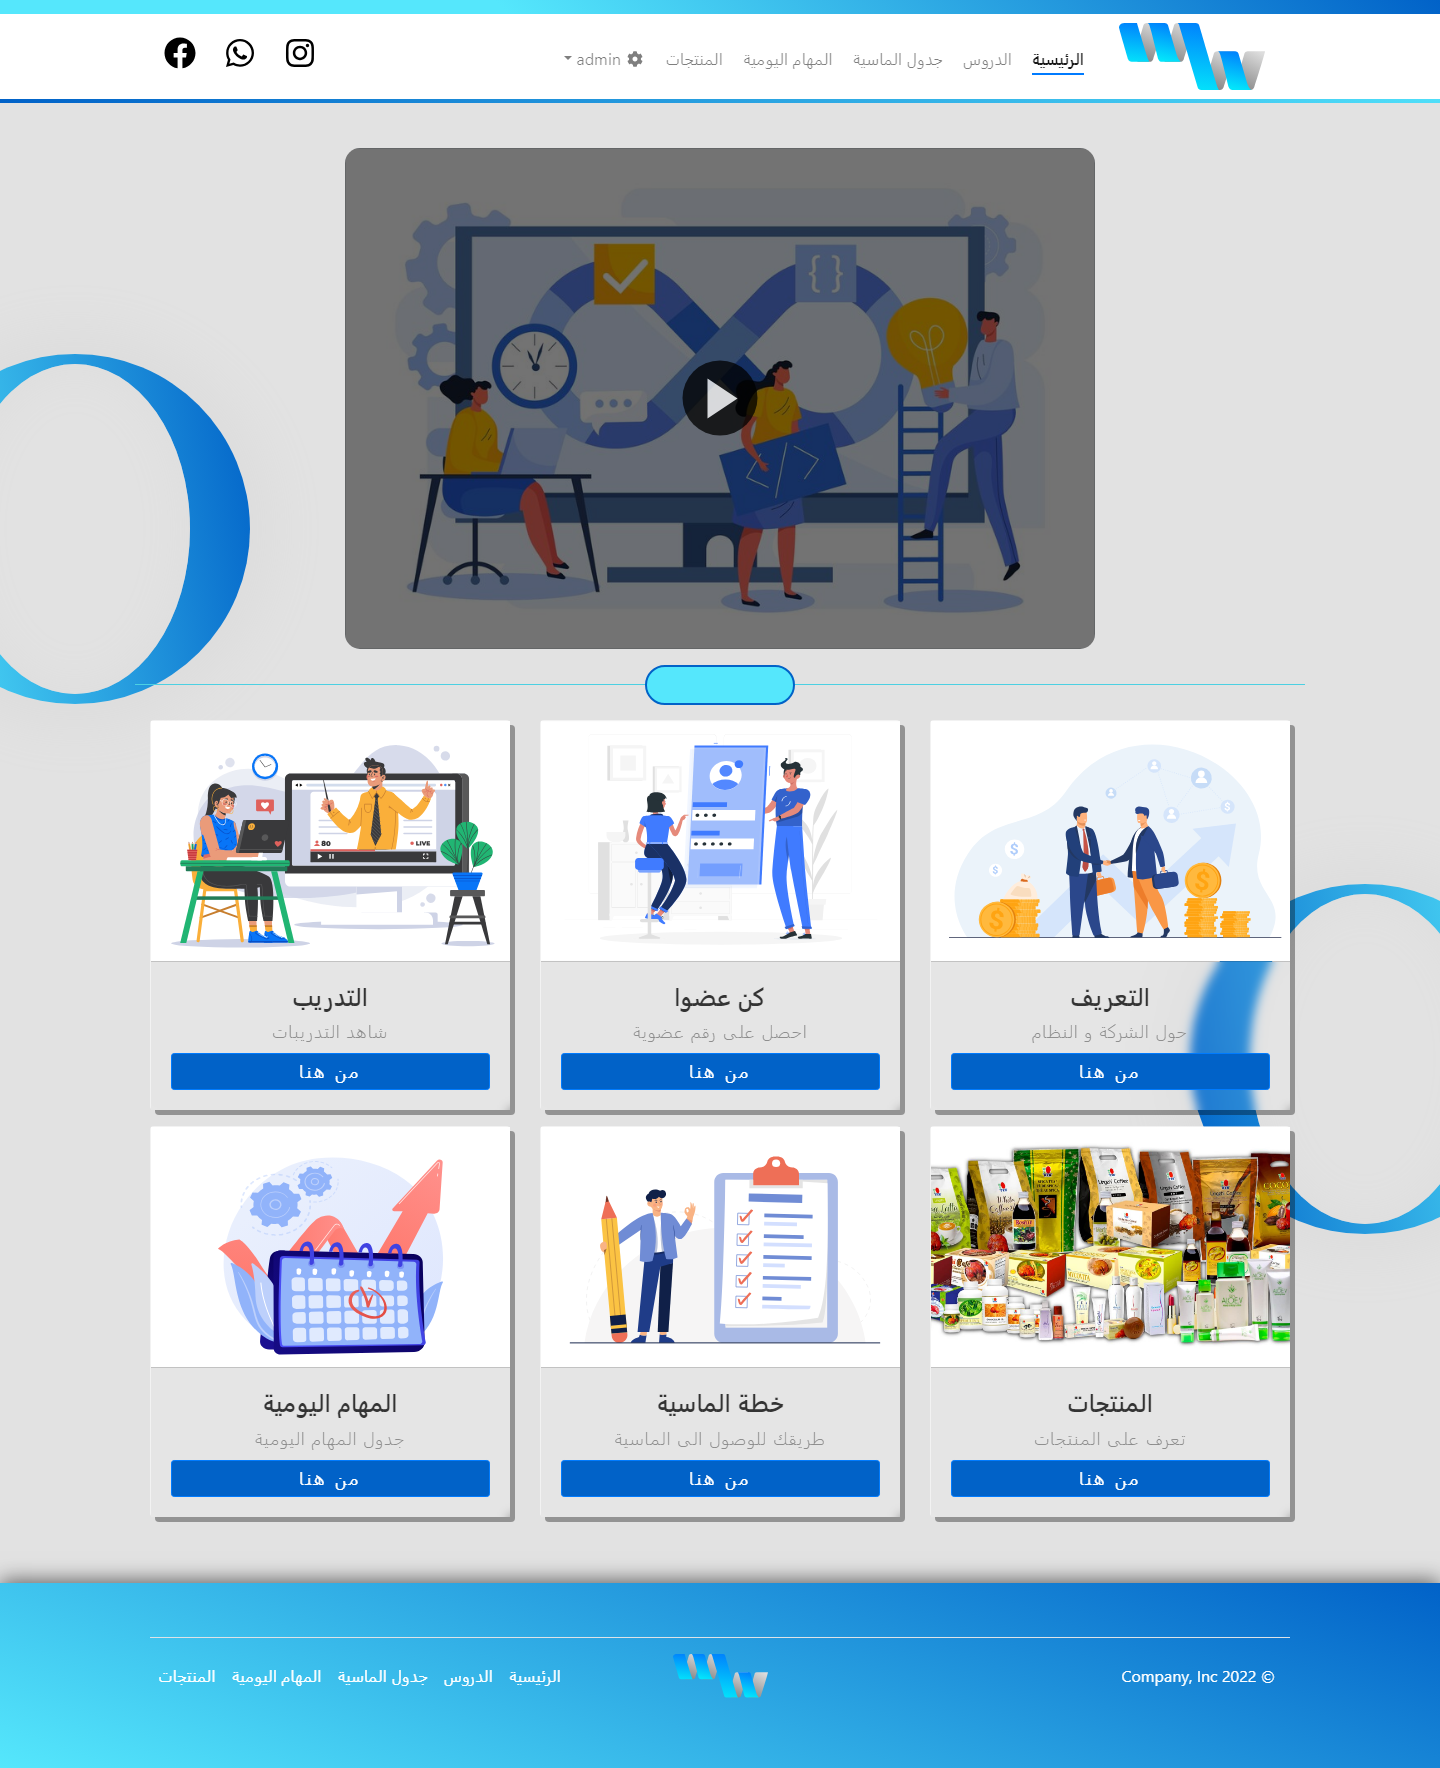 الرئيسية
الدروس
جدول الماسية
المهام اليومية
المنتجات
admin
80
LIVE
التعريف
حول الشركة و النظام
من هنا
كن عضوا
احصل على رقم عضوية
من هنا
التدريب
شاهد التدريبات
من هنا
المنتجات
تعرف على المنتجات
من هنا
خطة الماسية
طريقك للوصول الى الماسية
من هنا
المهام اليومية
جدول المهام اليومية
من هنا
Company, Inc 2022 ©
الرئيسية
الدروس
جدول الماسية
المهام اليومية
المنتجات